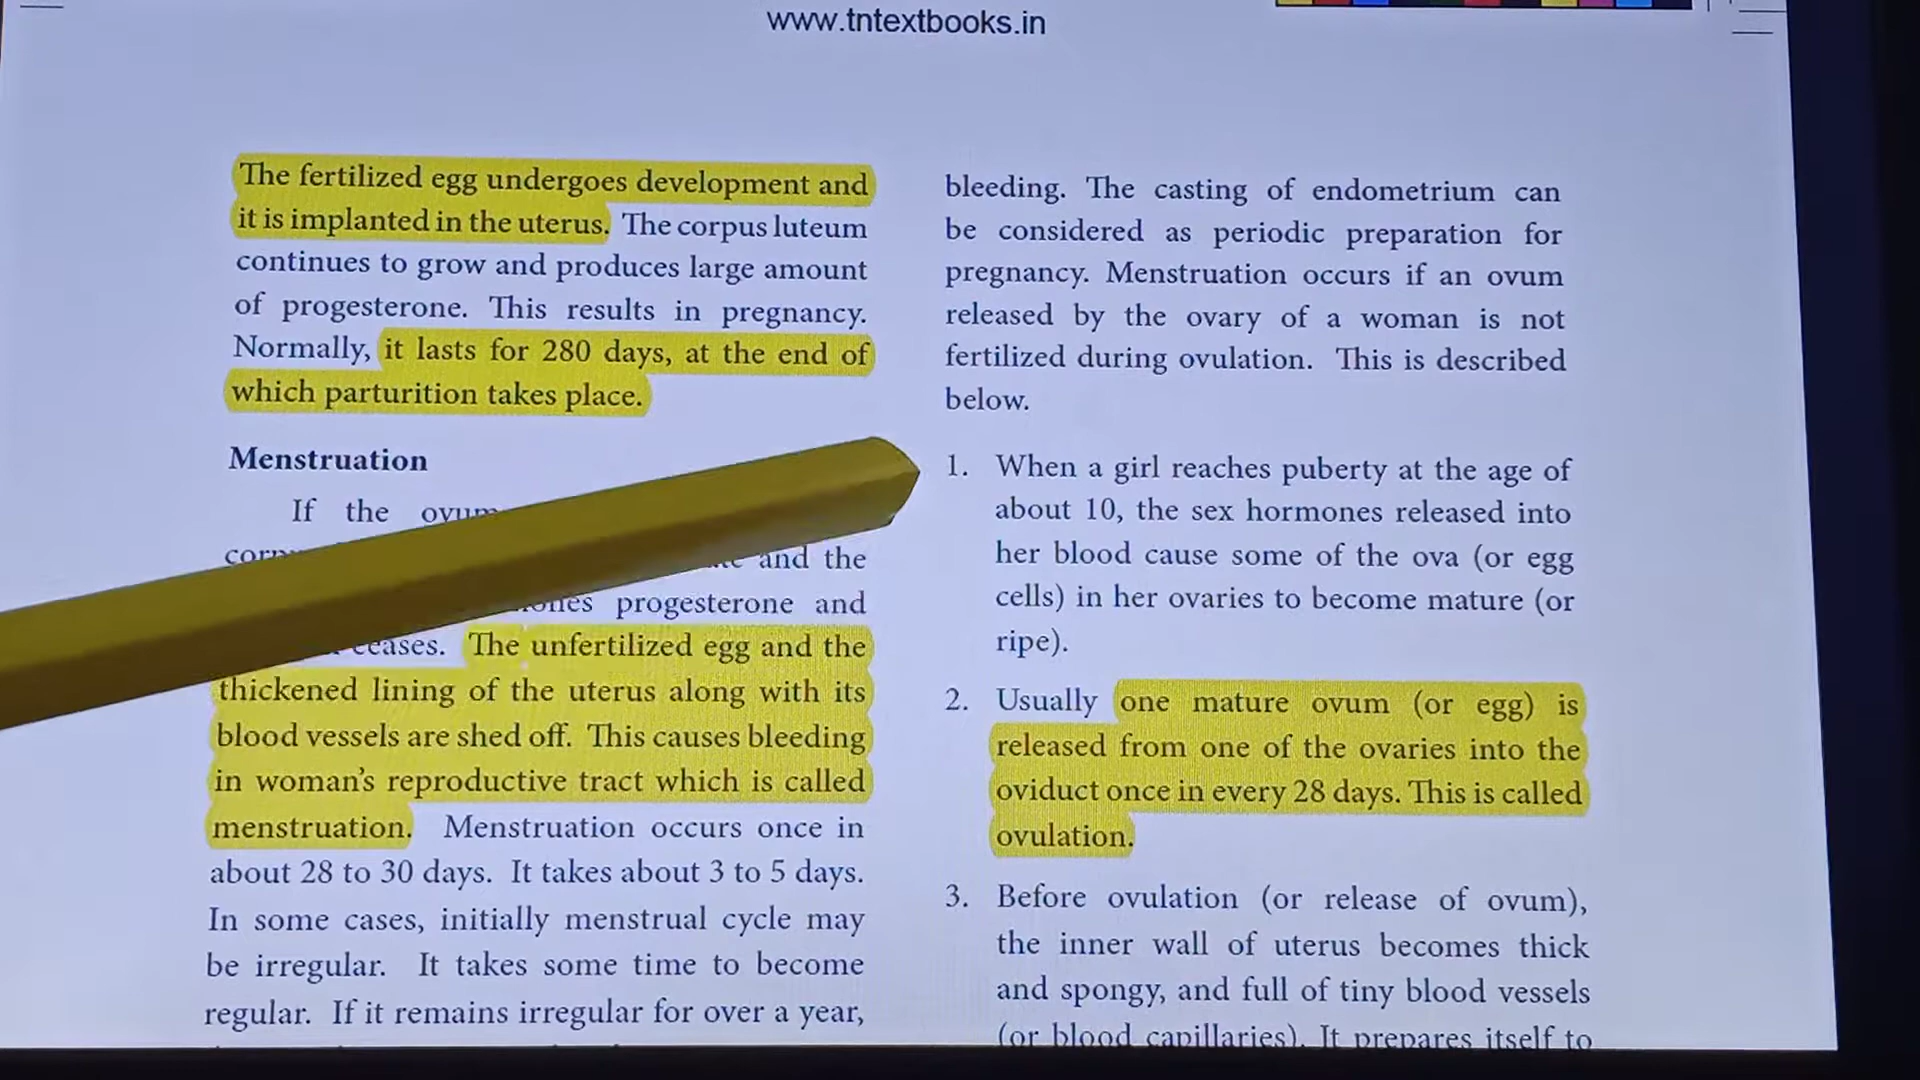 www.tntextbooks.in
The fertilized egg undergoes development and
it is implanted in the uterus. The corpus luteum
continues to grow and produces large amount
of progesterone. This results in pregnancy.
Normally, it lasts for 280 days, at the end of
which parturition takes place.
Menstruation
If the ovum
and the
progesterone and
The unfertilized egg and the
thickened lining of the uterus along with its
blood vessels are shed off. This causes bleeding
in woman's reproductive tract which is called
menstruation. Menstruation occurs once in
about 28 to 30 days. It takes about 3 to 5 days.
In some cases, initially menstrual cycle may
be irregular. It takes some time to become
regular. If it remains irregular for over a year,
bleeding. The casting of endometrium can
be considered as periodic preparation for
pregnancy. Menstruation occurs if an ovum
released by the ovary of a woman is not
fertilized during ovulation. This is described
below.
1. When a girl reaches puberty at the age of
about 10, the sex hormones released into
her blood cause some of the ova (or egg
cells) in her ovaries to become mature (or
ripe).
2. Usually one mature ovum (or egg) is
released from one of the ovaries into the
oviduct once in every 28 days. This is called
ovulation.
3. Before ovulation (or release of ovum),
the inner wall of uterus becomes thick
and spongy, and full of tiny blood vessels
(or blood capillaries). It prepares itself to